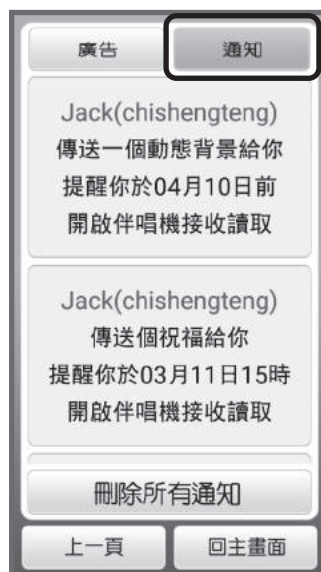 廣告
通知
Jack(chishengteng)
傳送一個動態背景給你
提醒你於04月10日前
開啟伴唱機接收讀取
Jack(chishengteng)
傳送個祝福給你
提醒你於03月11日15時
開啟伴唱機接收讀取
刪除所有通知
上一頁
回主畫面